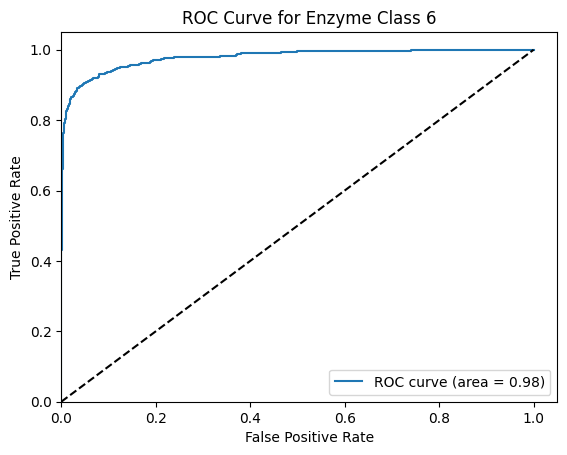 ROC Curve for Enzyme Class 6
True Positive Rate
1.0
0.8
0.6
0.4
0.2
0.0
ROC curve (area = 0.98)
0.0 0.2 0.4 0.6 0.8 1.0
False Positive Rate